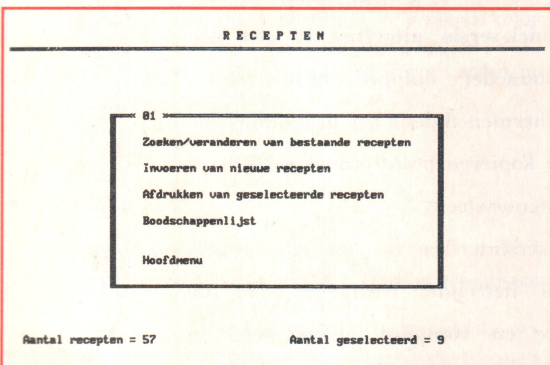 RECEPTEN
« 01 »
Zoeken/veranderen van bestaande recepten
Invoeren van nieuwe recepten
Afdrukken van geselecteerde recepten
Boodschappenlijst
Hoofdmenu
Aantal recepten = 57 Aantal geselecteerd = 9